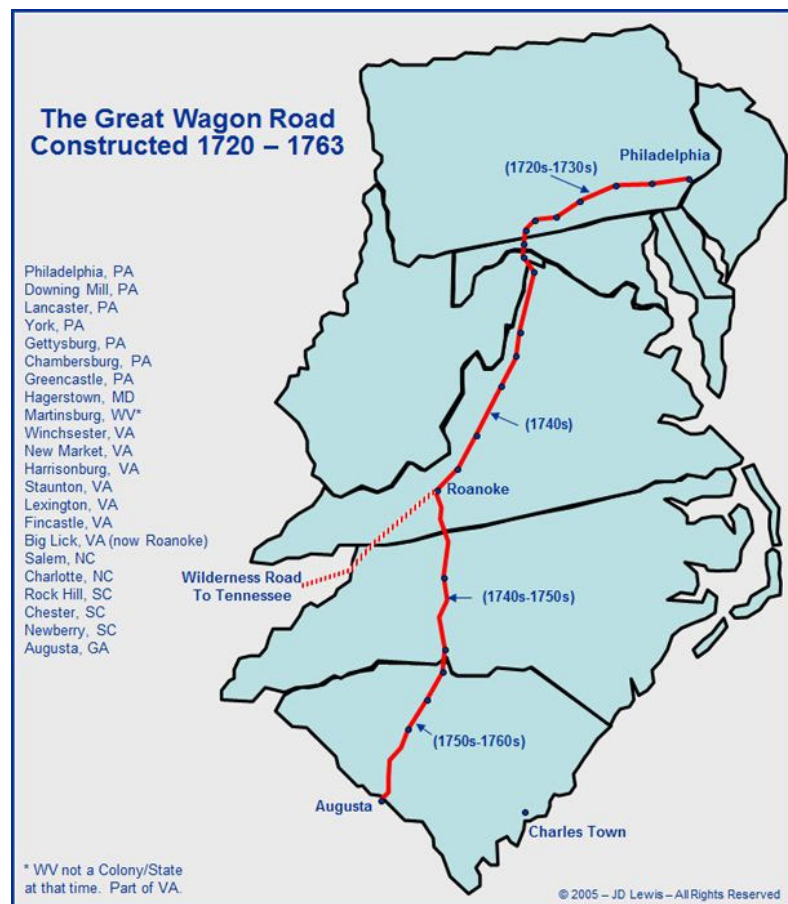 The Great Wagon Road
Constructed 1720 – 1763
Philadelphia
(1720s-1730s)
Philadelphia, PA
Downing Mill, PA
Lancaster, PA
York, PA
Gettysburg, PA
Chambersburg, PA
Greencastle, PA
Hagerstown, MD
Martinsburg, WV*
Winchsester, VA
New Market, VA
Harrisonburg, VA
Staunton, VA
Lexington, VA
Fincastle, VA
Big Lick, VA (now Roanoke)
Salem, NC
Charlotte, NC
Rock Hill, SC
Chester, SC
Newberry, SC
Augusta, GA
(1740s)
Roanoke
Wilderness Road
To Tennessee
(1740s-1750s)
(1750s-1760s)
Augusta
Charles Town
* WV not a Colony/State
at that time. Part of VA.
© 2005 – JD Lewis – All Rights Reserved